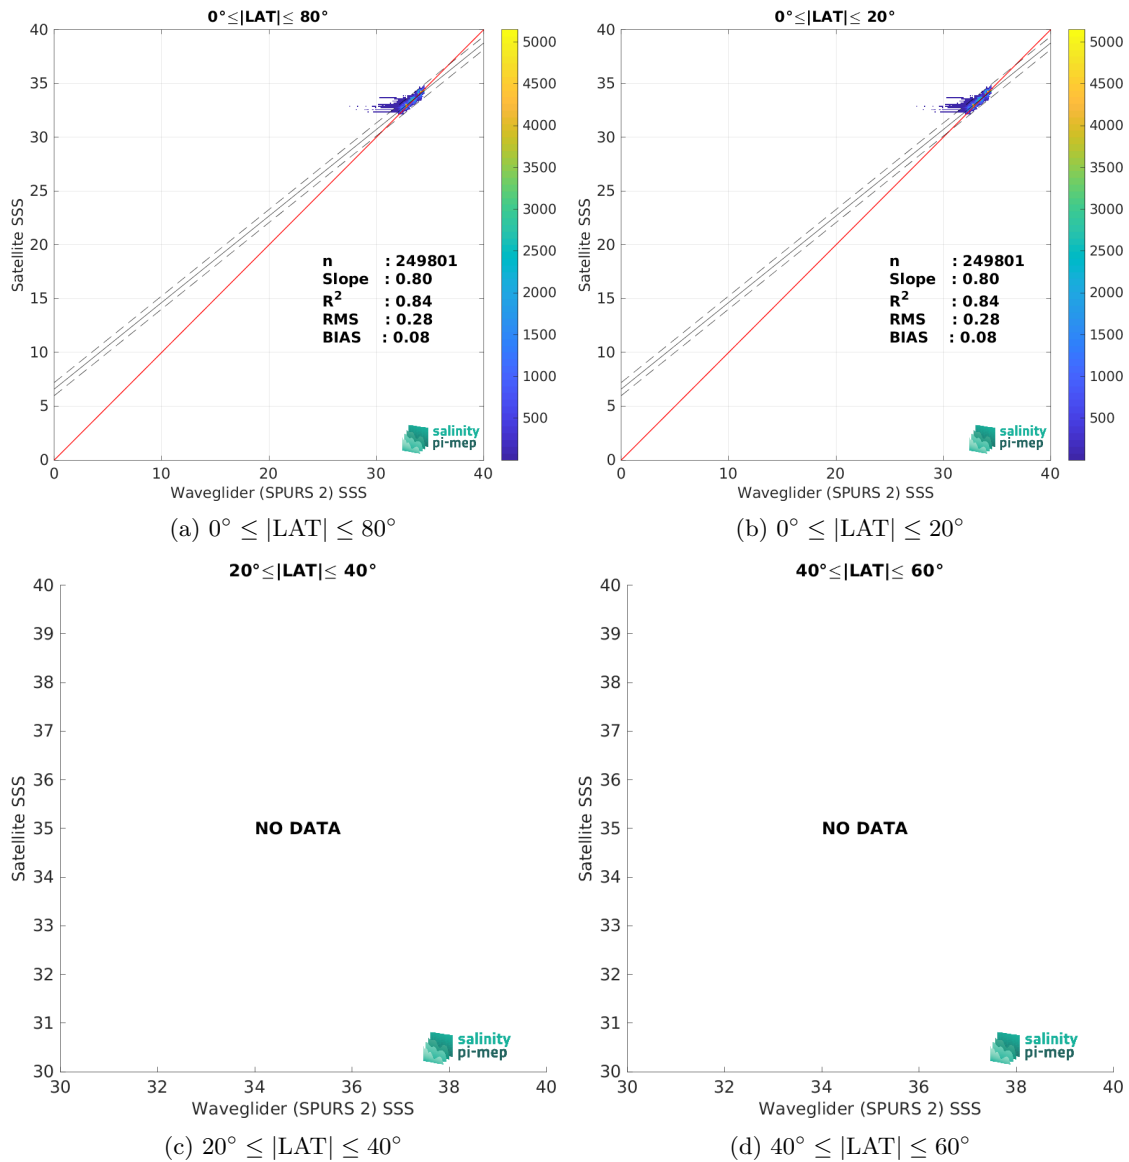 0°≤|LAT|≤ 80°
40
35
30
25
20
15
10
5
0
Satellite SSS
0
10
20
30
40
Waveglider (SPURS 2) SSS
n : 249801
Slope : 0.80
R² : 0.84
RMS : 0.28
BIAS : 0.08
salinity
pi-mep
5000
4500
4000
3500
3000
2500
2000
1500
1000
500
(a) 0° ≤ |LAT| ≤ 80°
0°≤|LAT|≤ 20°
40
35
30
25
20
15
10
5
0
Satellite SSS
0
10
20
30
40
Waveglider (SPURS 2) SSS
n : 249801
Slope : 0.80
R² : 0.84
RMS : 0.28
BIAS : 0.08
salinity
pi-mep
5000
4500
4000
3500
3000
2500
2000
1500
1000
500
(b) 0° ≤ |LAT| ≤ 20°
20°≤|LAT|≤ 40°
40
39
38
37
36
35
34
33
32
31
30
Satellite SSS
NO DATA
salinity
pi-mep
30
32
34
36
38
40
Waveglider (SPURS 2) SSS
(c) 20° ≤ |LAT| ≤ 40°
40°≤|LAT|≤ 60°
40
39
38
37
36
35
34
33
32
31
30
Satellite SSS
NO DATA
salinity
pi-mep
30
32
34
36
38
40
Waveglider (SPURS 2) SSS
(d) 40° ≤ |LAT| ≤ 60°